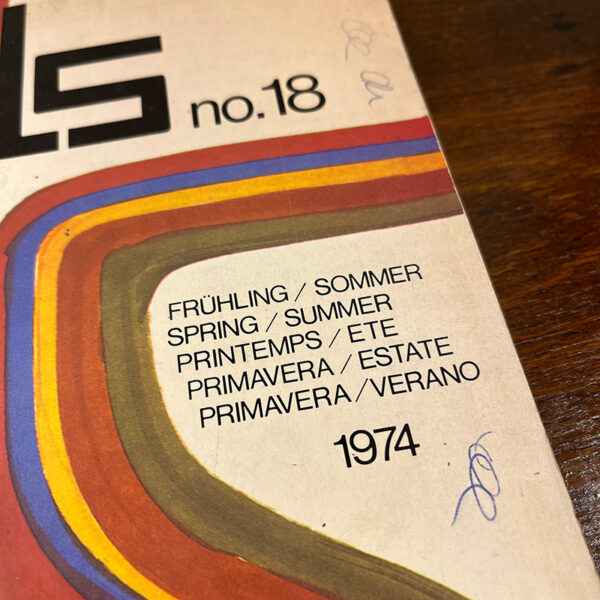 LS no.18
FRÜHLING / SOMMER
SPRING / SUMMER
PRINTEMPS / ETE
PRIMAVERA / ESTATE
PRIMAVERA / VERANO
1974